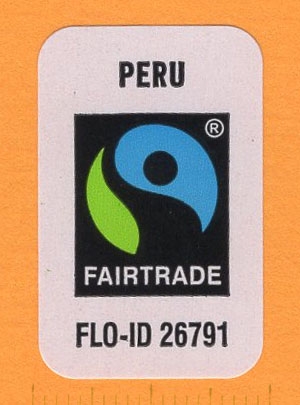 PERU
®
FAIRTRADE
FLO-ID 26791